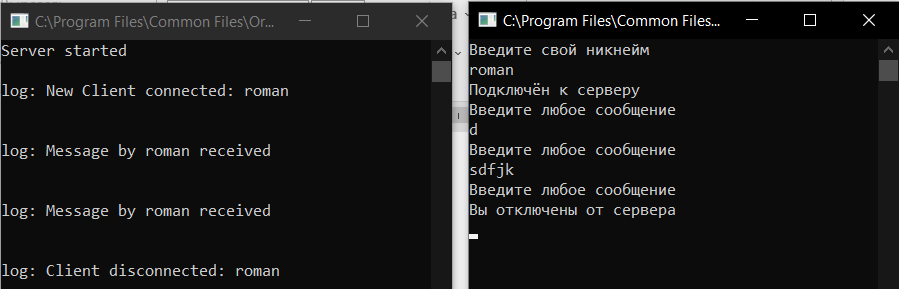 C:\Program Files\Common Files\Or...
Server started
log: New Client connected: roman
log: Message by roman received
log: Message by roman received
log: Client disconnected: roman
C:\Program Files\Common Files...
Введите свой никнейм
roman
Подключён к серверу
Введите любое сообщение
d
Введите любое сообщение
sdfjk
Введите любое сообщение
Вы отключены от сервера